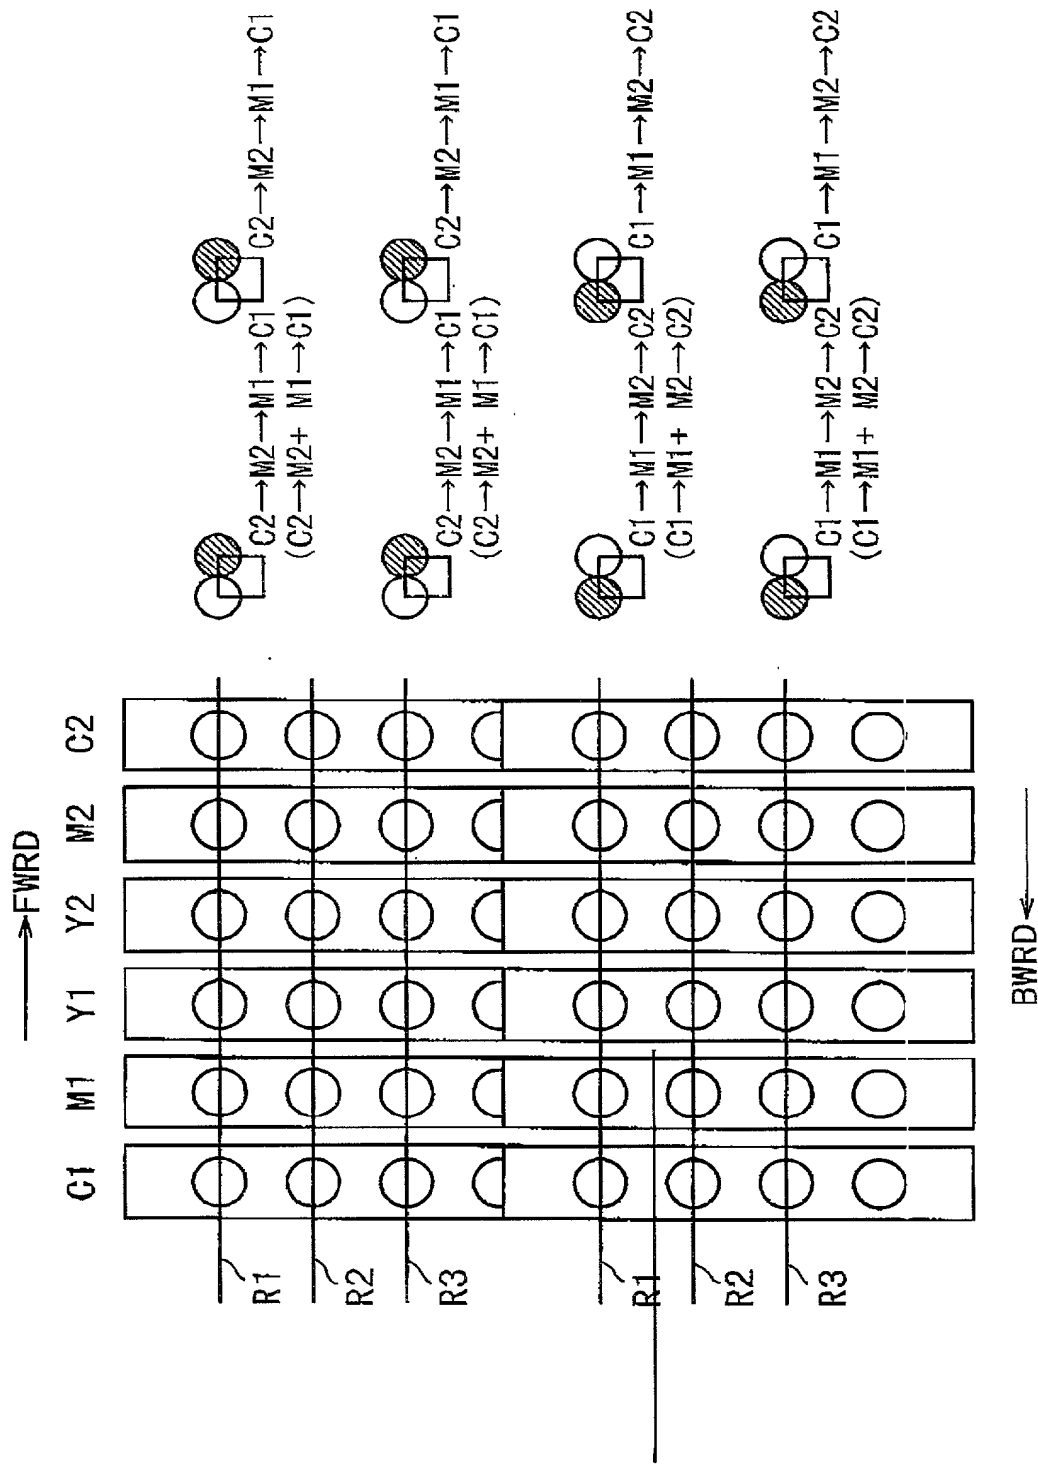 →FWRD
C1 M1 Y1 Y2 M2 C2
R1
R2
R3
R1
R2
R3
C2→M2→M1→C1
(C2→M2+ M1→C1)
C2→M2→M1→C1
C2→M2→M1→C1
(C2→M2+ M1→C1)
C2→M2→M1→C1
C1→M1→M2→C2
(C1→M1+ M2→C2)
C1→M1→M2→C2
C1→M1→M2→C2
(C1→M1+ M2→C2)
C1→M1→M2→C2
BWRD←